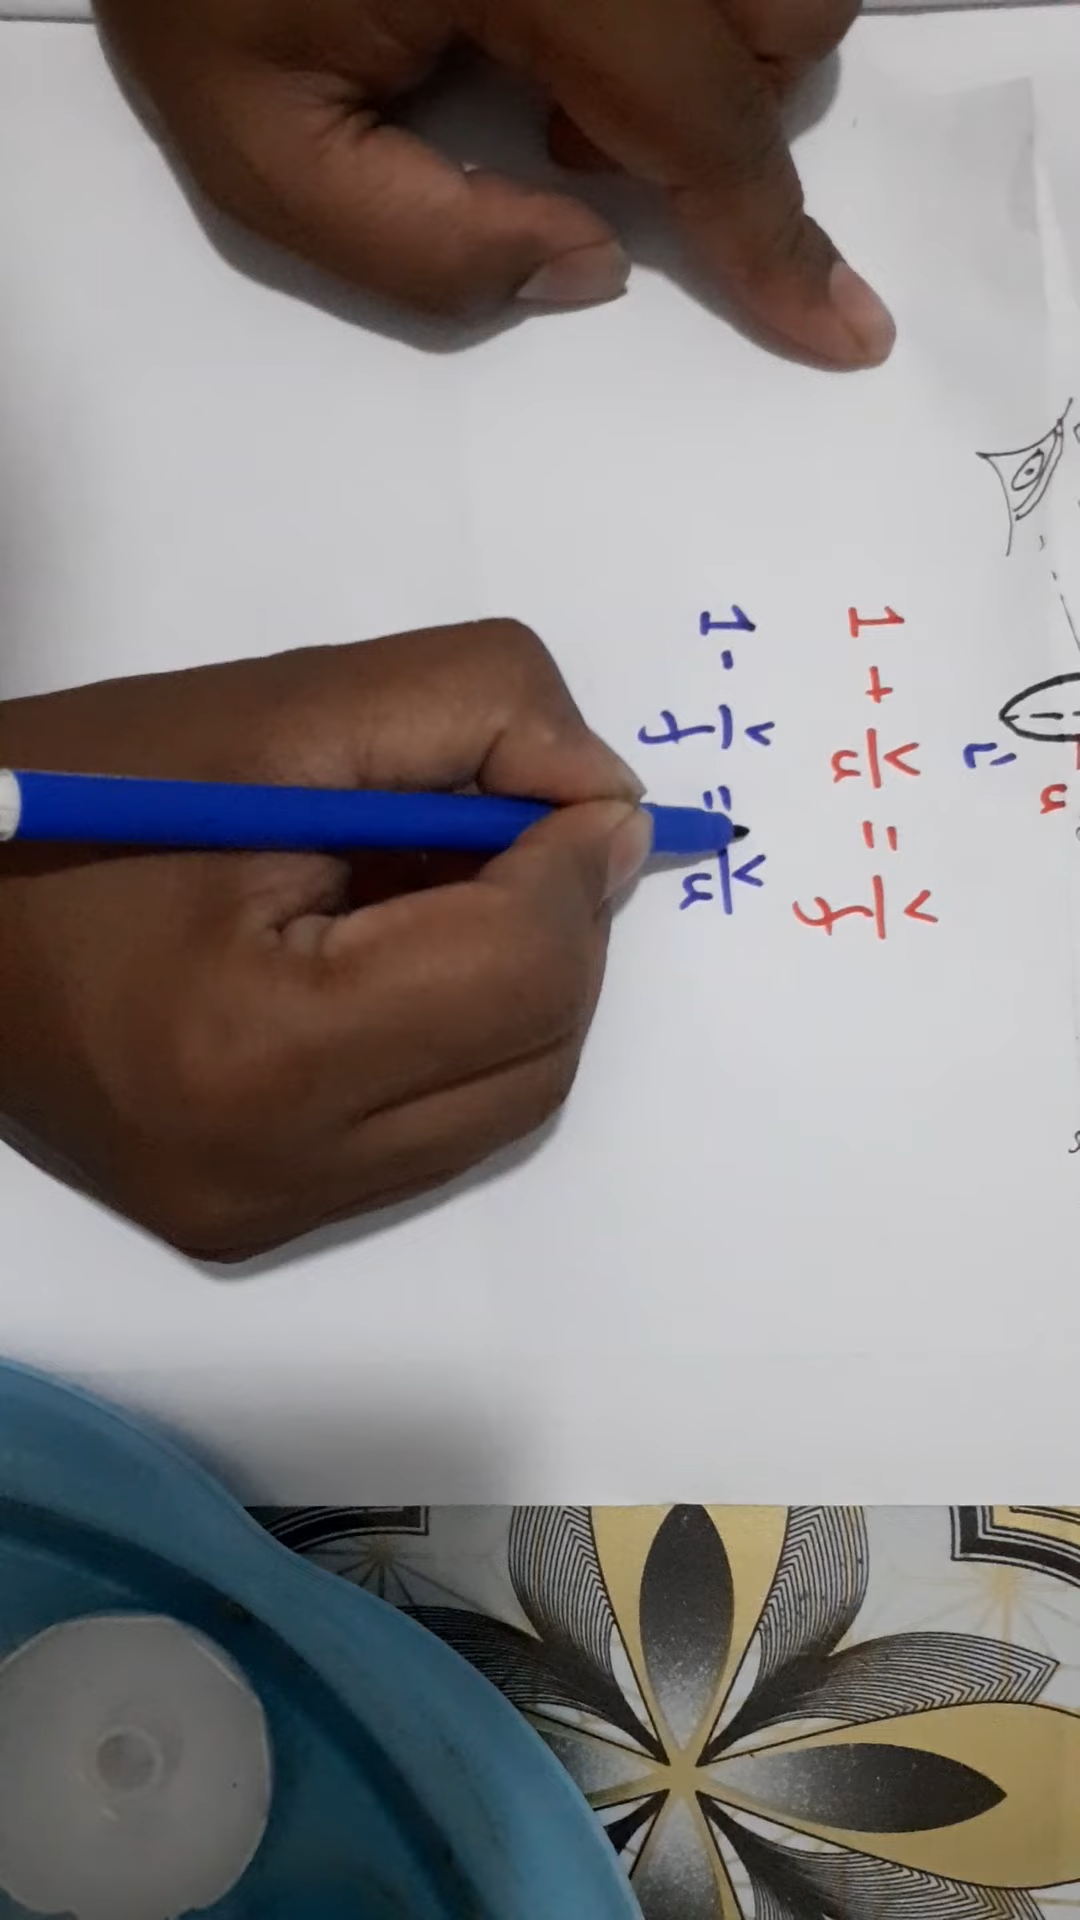 u
1 + v/u = v/f
1 - v/f = v/u